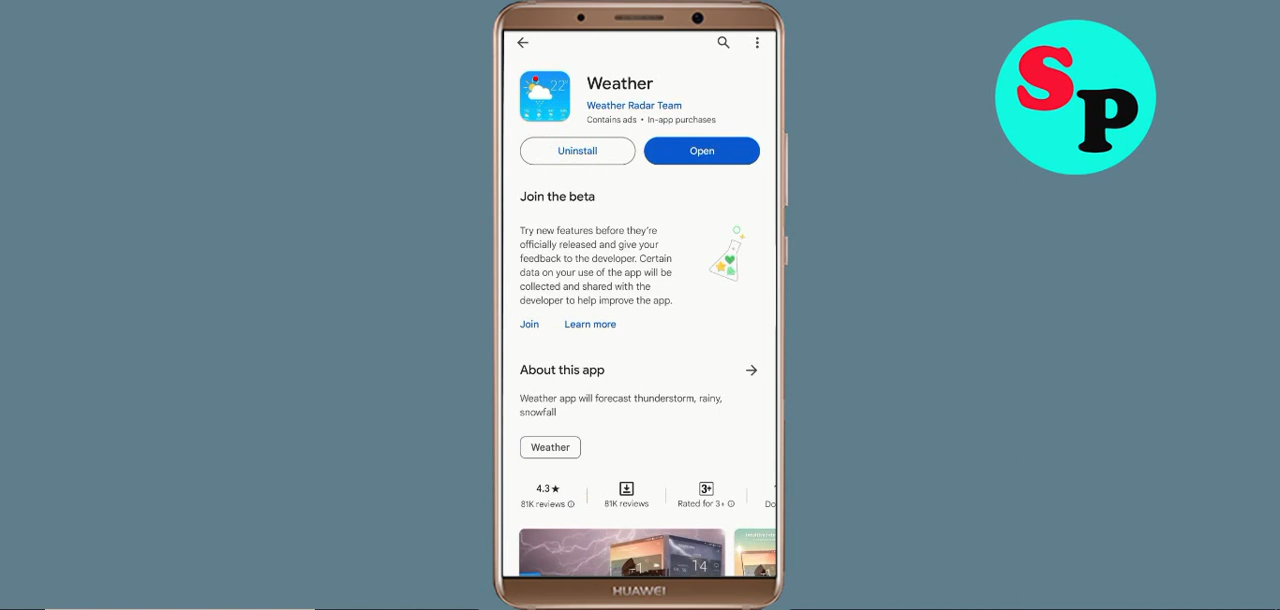 Weather
22°
Weather Radar Team
Contains ads • In-app purchases
Uninstall
Open
Join the beta
Try new features before they're
officially released and give your
feedback to the developer. Certain
data on your use of the app will be
collected and shared with the
developer to help improve the app.
Join
Learn more
About this app
Weather app will forecast thunderstorm, rainy,
snowfall
Weather
4.3★
81K reviews
81K reviews
3+
Rated for 3+
Do
-1
14
HUAWEI
SP